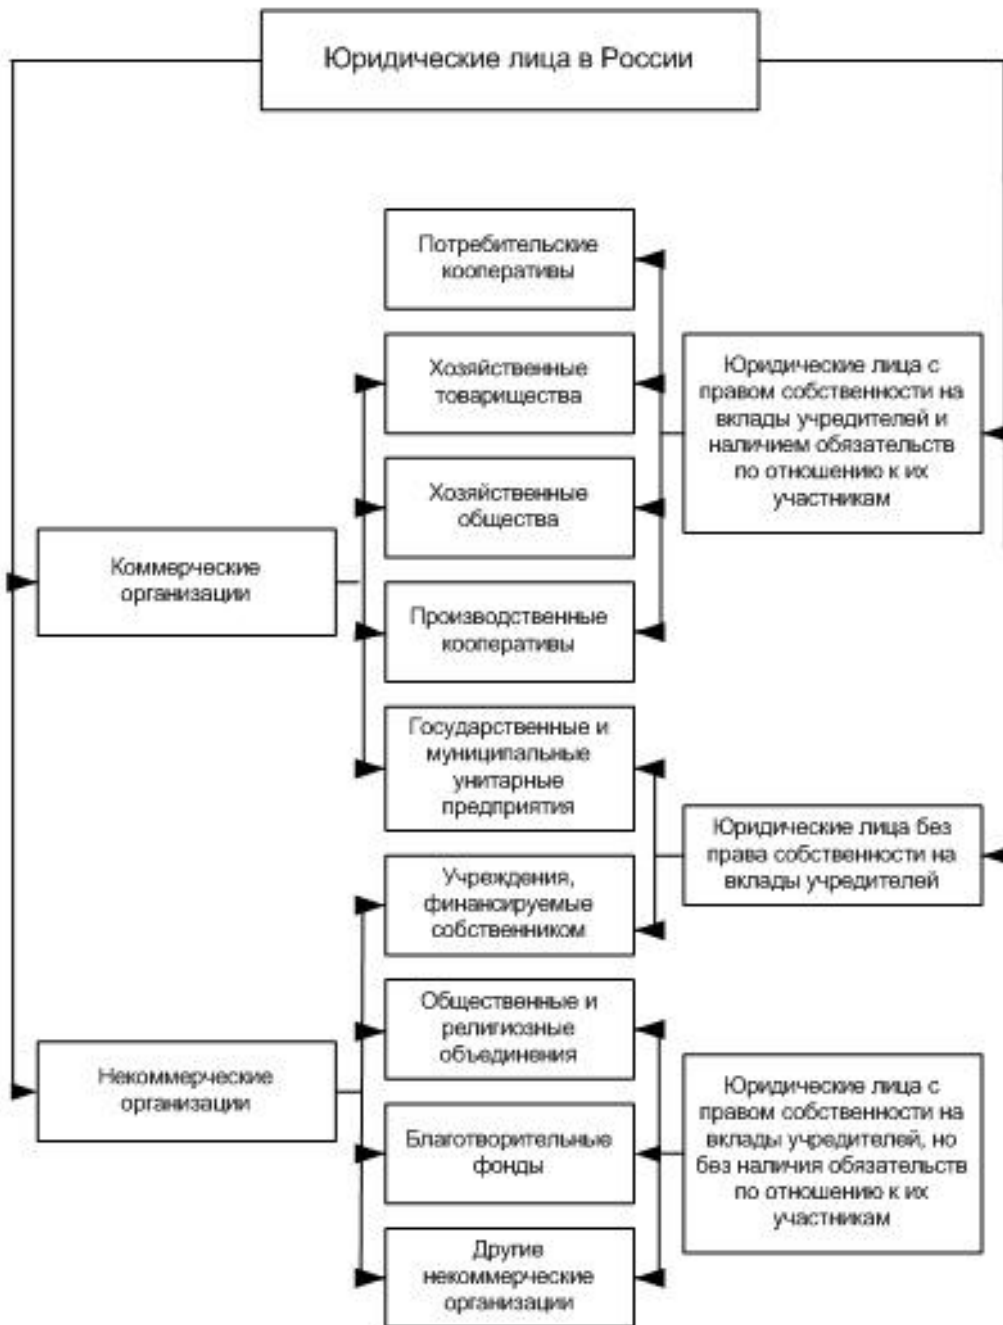 Юридические лица в России
Потребительские
кооперативы
Хозяйственные
товарищества
Юридические лица с
правом собственности на
вклады учредителей и
наличием обязательств
по отношению к их
участникам
Хозяйственные
общества
Коммерческие
организации
Производственные
кооперативы
Государственные и
муниципальные
унитарные
предприятия
Юридические лица без
права собственности на
вклады учредителей
Учреждения,
финансируемые
собственником
Общественные и
религиозные
объединения
Некоммерческие
организации
Юридические лица с
правом собственности на
вклады учредителей, но
без наличия обязательств
по отношению к их
участникам
Благотворительные
фонды
Другие
некоммерческие
организации